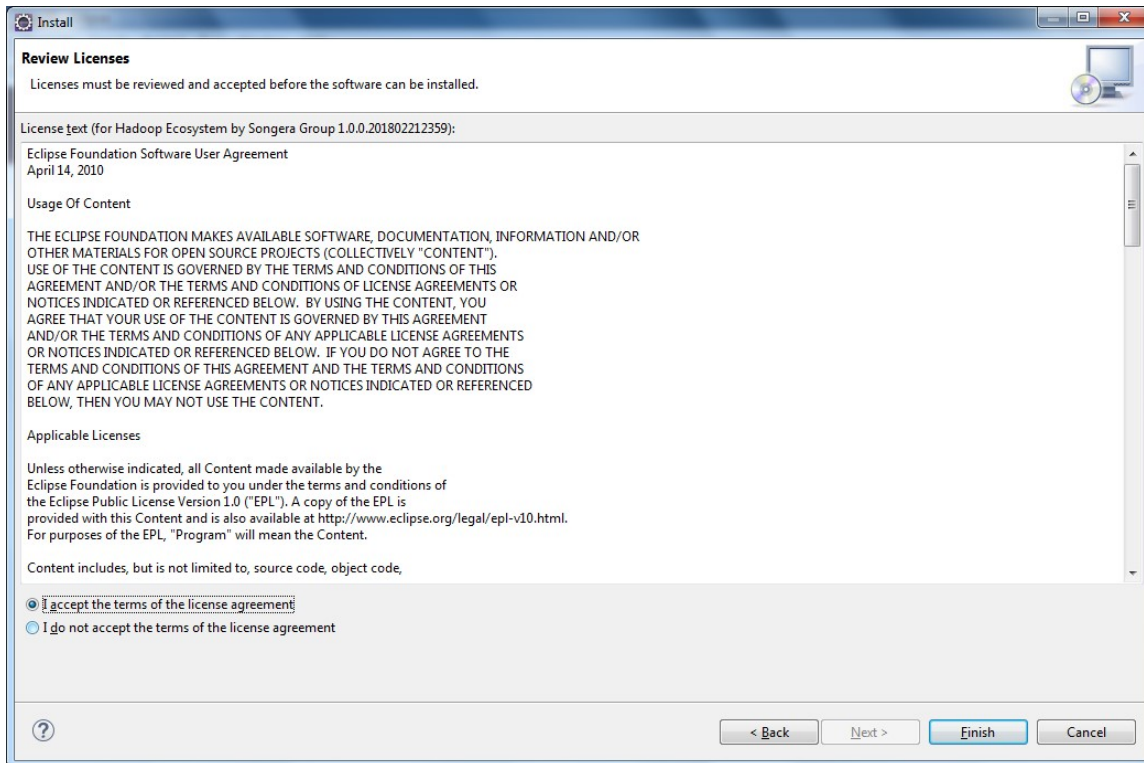 Install
Review Licenses
Licenses must be reviewed and accepted before the software can be installed.
License text (for Hadoop Ecosystem by Songera Group 1.0.0.201802212359):
Eclipse Foundation Software User Agreement
April 14, 2010
Usage Of Content
THE ECLIPSE FOUNDATION MAKES AVAILABLE SOFTWARE, DOCUMENTATION, INFORMATION AND/OR
OTHER MATERIALS FOR OPEN SOURCE PROJECTS (COLLECTIVELY "CONTENT").
USE OF THE CONTENT IS GOVERNED BY THE TERMS AND CONDITIONS OF THIS
AGREEMENT AND/OR THE TERMS AND CONDITIONS OF LICENSE AGREEMENTS OR
NOTICES INDICATED OR REFERENCED BELOW.  BY USING THE CONTENT, YOU
AGREE THAT YOUR USE OF THE CONTENT IS GOVERNED BY THIS AGREEMENT
AND/OR THE TERMS AND CONDITIONS OF ANY APPLICABLE LICENSE AGREEMENTS
OR NOTICES INDICATED OR REFERENCED BELOW.  IF YOU DO NOT AGREE TO THE
TERMS AND CONDITIONS OF THIS AGREEMENT AND THE TERMS AND CONDITIONS
OF ANY APPLICABLE LICENSE AGREEMENTS OR NOTICES INDICATED OR REFERENCED
BELOW, THEN YOU MAY NOT USE THE CONTENT.
Applicable Licenses
Unless otherwise indicated, all Content made available by the
Eclipse Foundation is provided to you under the terms and conditions of
the Eclipse Public License Version 1.0 ("EPL"). A copy of the EPL is
provided with this Content and is also available at http://www.eclipse.org/legal/epl-v10.html.
For purposes of the EPL, "Program" will mean the Content.
Content includes, but is not limited to, source code, object code,
I accept the terms of the license agreement
I do not accept the terms of the license agreement
? < Back Next > Finish Cancel